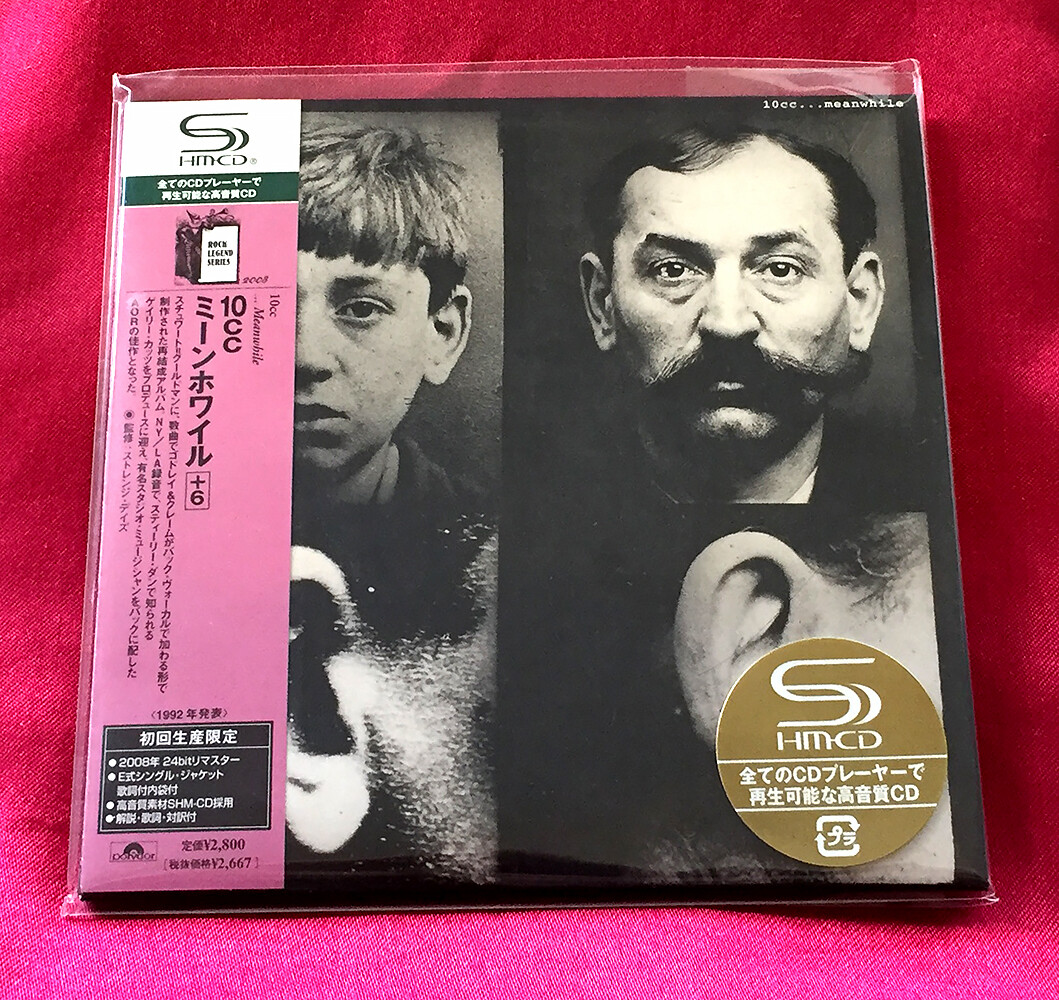 10cc...meanwhile
SHM-CD®
全てのCDプレーヤーで
再生可能な高音質CD
ROCK
LEGEND
SERIES
2008
10cc
... Meanwhile
10CC
ミーンホワイル +6
スチュワート=グールドマンに、数曲でゴドレイ&クレームがバック・ヴォーカルで加わる形で
制作された再結成アルバム。NY/LA録音で、スティーリー・ダンで知られる
ゲイリー・カッツをプロデュースに迎え、有名スタジオ・ミュージシャンをバックに配した
AORの佳作となった。 ◉監修:ストレンジ・デイズ
〈1992年発表〉
初回生産限定
●2008年 24bitリマスター
●E式シングル・ジャケット
歌詞付内袋付
●高音質素材SHM-CD採用
●解説・歌詞・対訳付
polydor
定価¥2,800
[税抜価格¥2,667]
SHM-CD
全てのCDプレーヤーで
再生可能な高音質CD
プラ